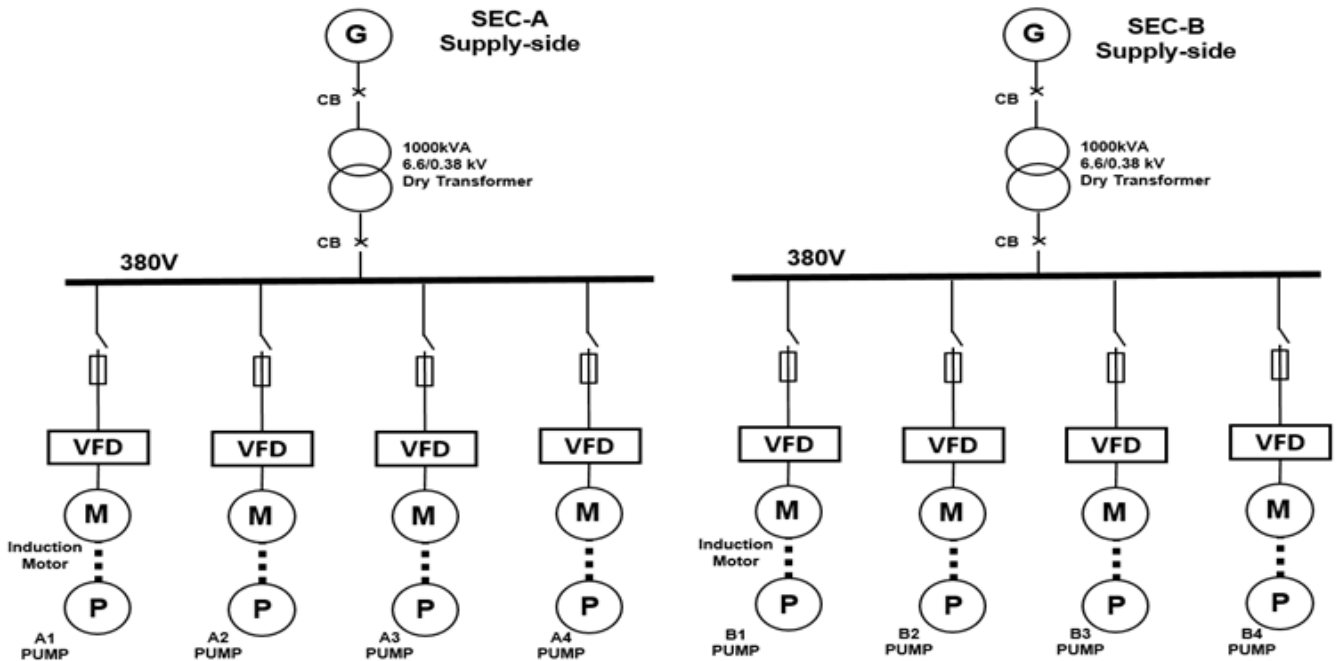 G
SEC-A
Supply-side
CB
1000kVA
6.6/0.38 kV
Dry Transformer
CB
380V
VFD
VFD
VFD
VFD
M
M
M
M
Induction
Motor
P
P
P
P
A1
PUMP
A2
PUMP
A3
PUMP
A4
PUMP
G
SEC-B
Supply-side
CB
1000kVA
6.6/0.38 kV
Dry Transformer
CB
380V
VFD
VFD
VFD
VFD
M
M
M
M
Induction
Motor
P
P
P
P
B1
PUMP
B2
PUMP
B3
PUMP
B4
PUMP